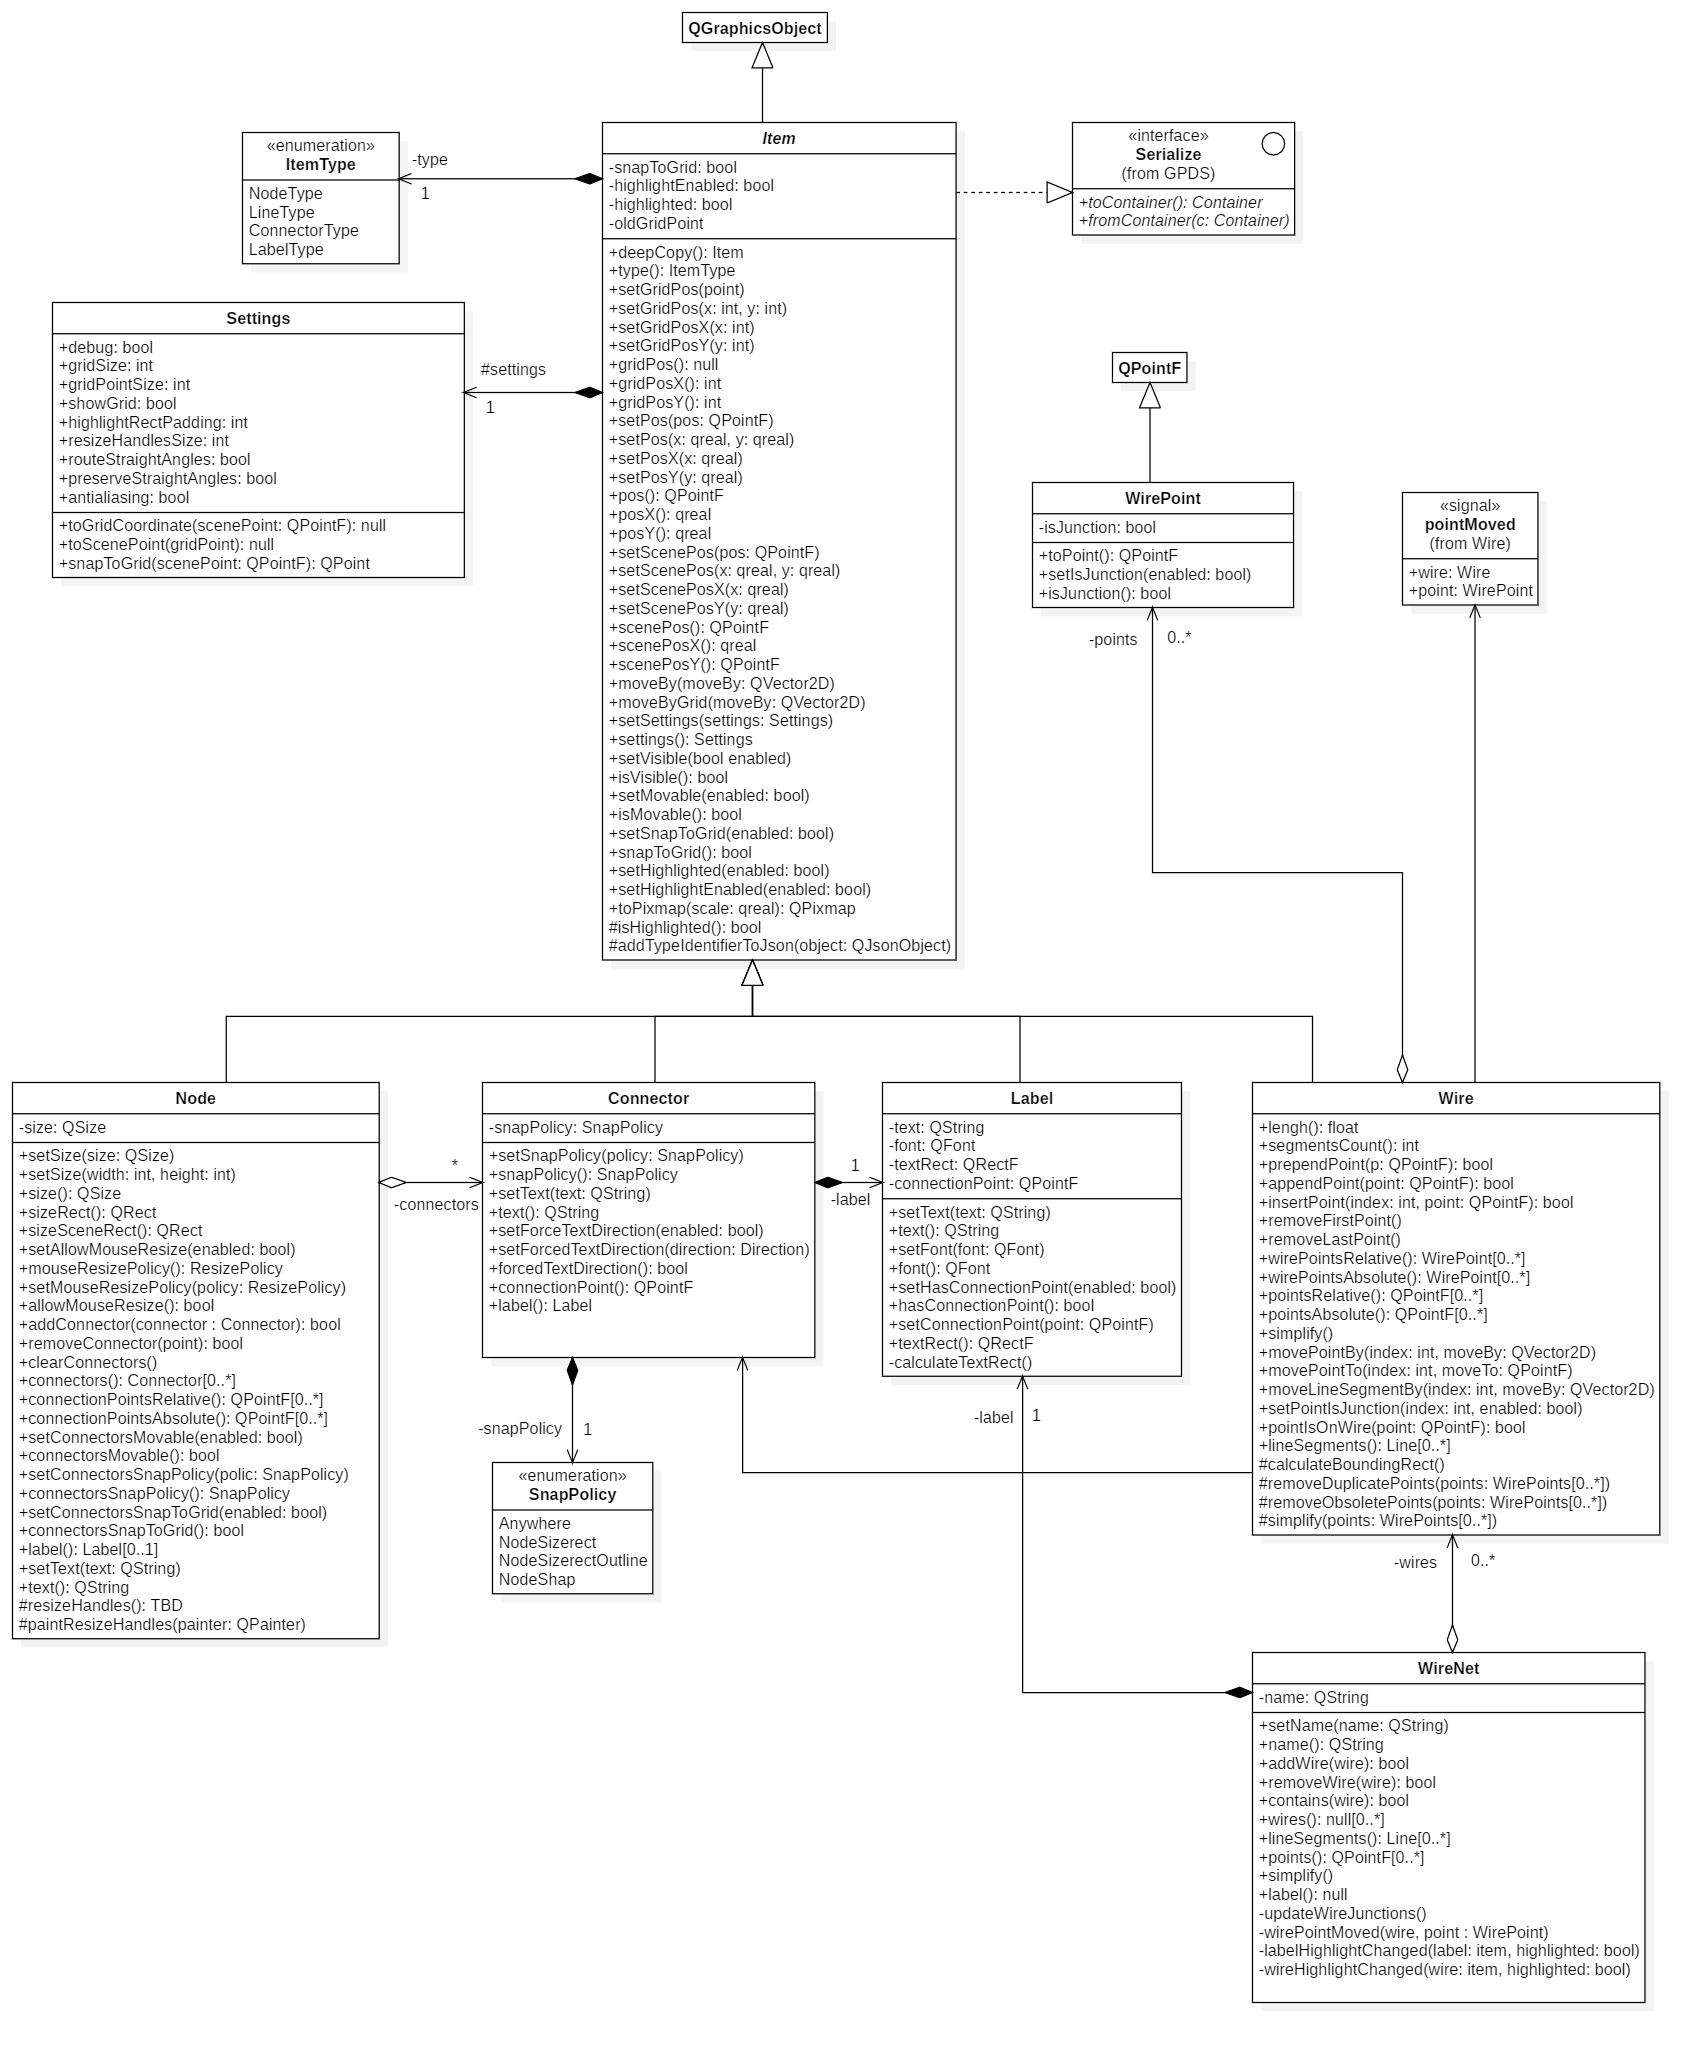 QGraphicsObject
«enumeration»
ItemType
NodeType
LineType
ConnectorType
LabelType
-type
1
Item
-snapToGrid: bool
-highlightEnabled: bool
-highlighted: bool
-oldGridPoint
+deepCopy(): Item
+type(): ItemType
+setGridPos(point)
+setGridPos(x: int, y: int)
+setGridPosX(x: int)
+setGridPosY(y: int)
+gridPos(): null
+gridPosX(): int
+gridPosY(): int
+setPos(pos: QPointF)
+setPos(x: qreal, y: qreal)
+setPosX(x: qreal)
+setPosY(y: qreal)
+pos(): QPointF
+posX(): qreal
+posY(): qreal
+setScenePos(pos: QPointF)
+setScenePos(x: qreal, y: qreal)
+setScenePosX(x: qreal)
+setScenePosY(y: qreal)
+scenePos(): QPointF
+scenePosX(): qreal
+scenePosY(): QPointF
+moveBy(moveBy: QVector2D)
+moveByGrid(moveBy: QVector2D)
+setSettings(settings: Settings)
+settings(): Settings
+setVisible(bool enabled)
+isVisible(): bool
+setMovable(enabled: bool)
+isMovable(): bool
+setSnapToGrid(enabled: bool)
+snapToGrid(): bool
+setHighlighted(enabled: bool)
+setHighlightEnabled(enabled: bool)
+toPixmap(scale: qreal): QPixmap
#isHighlighted(): bool
#addTypeIdentifierToJson(object: QJsonObject)
«interface»
Serialize
(from GPDS)
+toContainer(): Container
+fromContainer(c: Container)
Settings
+debug: bool
+gridSize: int
+gridPointSize: int
+showGrid: bool
+highlightRectPadding: int
+resizeHandlesSize: int
+routeStraightAngles: bool
+preserveStraightAngles: bool
+antialiasing: bool
+toGridCoordinate(scenePoint: QPointF): null
+toScenePoint(gridPoint): null
+snapToGrid(scenePoint: QPointF): QPoint
#settings
1
QPointF
WirePoint
-isJunction: bool
+toPoint(): QPointF
+setIsJunction(enabled: bool)
+isJunction(): bool
-points
0..*
«signal»
pointMoved
(from Wire)
+wire: Wire
+point: WirePoint
Node
-size: QSize
+setSize(size: QSize)
+setSize(width: int, height: int)
+size(): QSize
+sizeRect(): QRect
+sizeSceneRect(): QRect
+setAllowMouseResize(enabled: bool)
+mouseResizePolicy(): ResizePolicy
+setMouseResizePolicy(policy: ResizePolicy)
+allowMouseResize(): bool
+addConnector(connector : Connector): bool
+removeConnector(point): bool
+clearConnectors()
+connectors(): Connector[0..*]
+connectionPointsRelative(): QPointF[0..*]
+connectionPointsAbsolute(): QPointF[0..*]
+setConnectorsMovable(enabled: bool)
+connectorsMovable(): bool
+setConnectorsSnapPolicy(polic: SnapPolicy)
+connectorsSnapPolicy(): SnapPolicy
+setConnectorsSnapToGrid(enabled: bool)
+connectorsSnapToGrid(): bool
+label(): Label[0..1]
+setText(text: QString)
+text(): QString
#resizeHandles(): TBD
#paintResizeHandles(painter: QPainter)
*
-connectors
Connector
-snapPolicy: SnapPolicy
+setSnapPolicy(policy: SnapPolicy)
+snapPolicy(): SnapPolicy
+setText(text: QString)
+text(): QString
+setForceTextDirection(enabled: bool)
+setForcedTextDirection(direction: Direction)
+forcedTextDirection(): bool
+connectionPoint(): QPointF
+label(): Label
1
-label
-snapPolicy
1
«enumeration»
SnapPolicy
Anywhere
NodeSizerect
NodeSizerectOutline
NodeShap
Label
-text: QString
-font: QFont
-textRect: QRectF
-connectionPoint: QPointF
+setText(text: QString)
+text(): QString
+setFont(font: QFont)
+font(): QFont
+setHasConnectionPoint(enabled: bool)
+hasConnectionPoint(): bool
+setConnectionPoint(point: QPointF)
+textRect(): QRectF
-calculateTextRect()
-label
1
Wire
+lengh(): float
+segmentsCount(): int
+prependPoint(p: QPointF): bool
+appendPoint(point: QPointF): bool
+insertPoint(index: int, point: QPointF): bool
+removeFirstPoint()
+removeLastPoint()
+wirePointsRelative(): WirePoint[0..*]
+wirePointsAbsolute(): WirePoint[0..*]
+pointsRelative(): QPointF[0..*]
+pointsAbsolute(): QPointF[0..*]
+simplify()
+movePointBy(index: int, moveBy: QVector2D)
+movePointTo(index: int, moveTo: QPointF)
+moveLineSegmentBy(index: int, moveBy: QVector2D)
+setPointIsJunction(index: int, enabled: bool)
+pointIsOnWire(point: QPointF): bool
+lineSegments(): Line[0..*]
#calculateBoundingRect()
#removeDuplicatePoints(points: WirePoints[0..*])
#removeObsoletePoints(points: WirePoints[0..*])
#simplify(points: WirePoints[0..*])
-wires
0..*
WireNet
-name: QString
+setName(name: QString)
+name(): QString
+addWire(wire): bool
+removeWire(wire): bool
+contains(wire): bool
+wires(): null[0..*]
+lineSegments(): Line[0..*]
+points(): QPointF[0..*]
+simplify()
+label(): null
-updateWireJunctions()
-wirePointMoved(wire, point : WirePoint)
-labelHighlightChanged(label: item, highlighted: bool)
-wireHighlightChanged(wire: item, highlighted: bool)